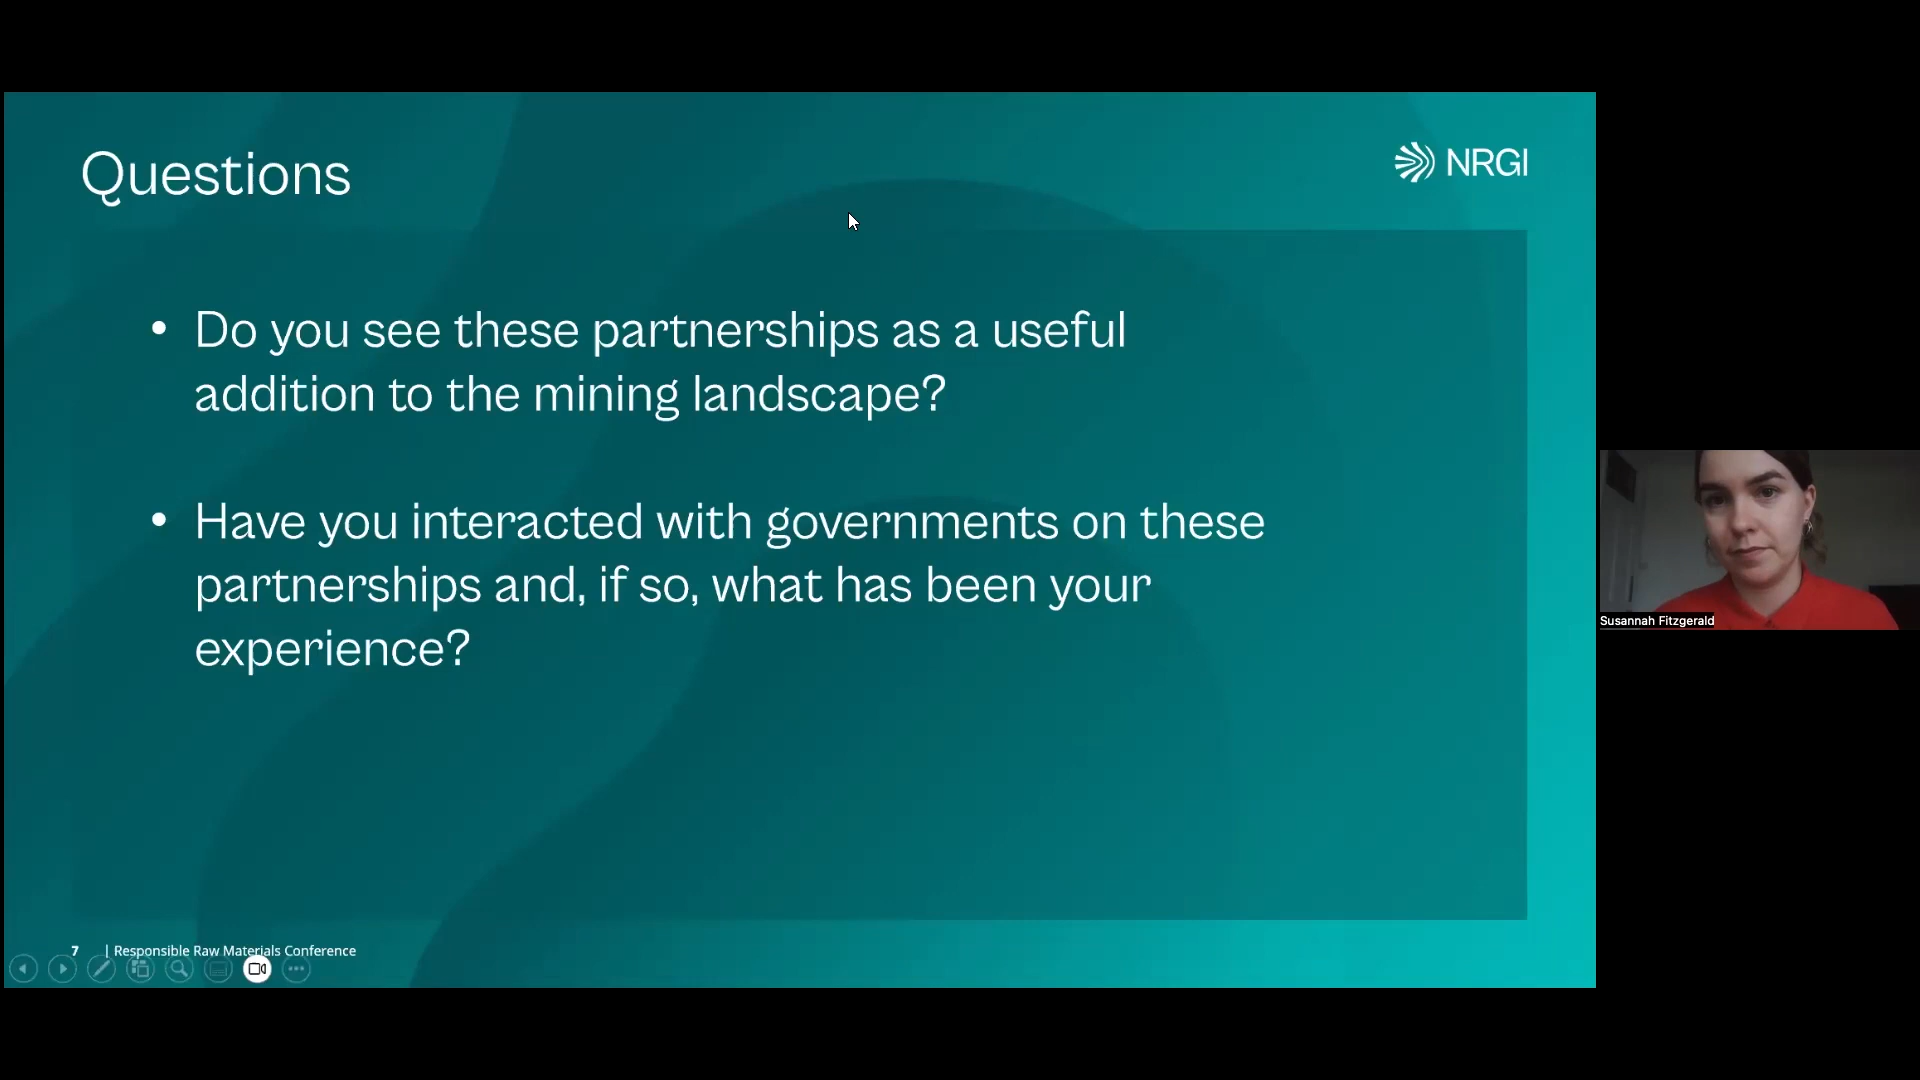 Questions
NRGI
• Do you see these partnerships as a useful
addition to the mining landscape?
• Have you interacted with governments on these
partnerships and, if so, what has been your
experience?
Susannah Fitzgerald
7 | Responsible Raw Materials Conference